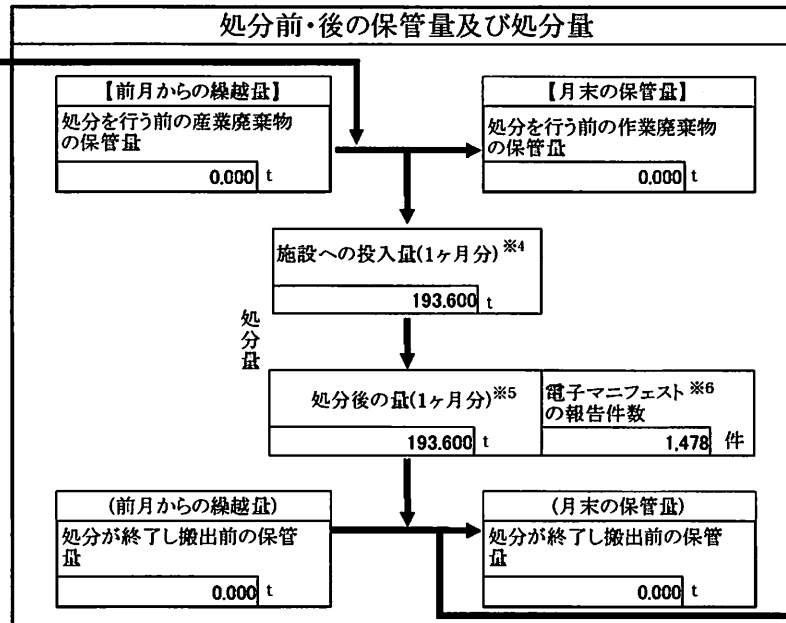 処分前・後の保管量及び処分量
【前月からの繰越量】
処分を行う前の産業廃棄物
の保管量
0.000 t
【月末の保管量】
処分を行う前の作業廃棄物
の保管量
0.000 t
施設への投入量(1ヶ月分)※4
193.600 t
処分量
処分後の量(1ヶ月分)※5
193.600 t
電子マニフェスト※6
の報告件数
1,478 件
(前月からの繰越量)
処分が終了し搬出前の保管
量
0.000 t
(月末の保管量)
処分が終了し搬出前の保管
量
0.000 t